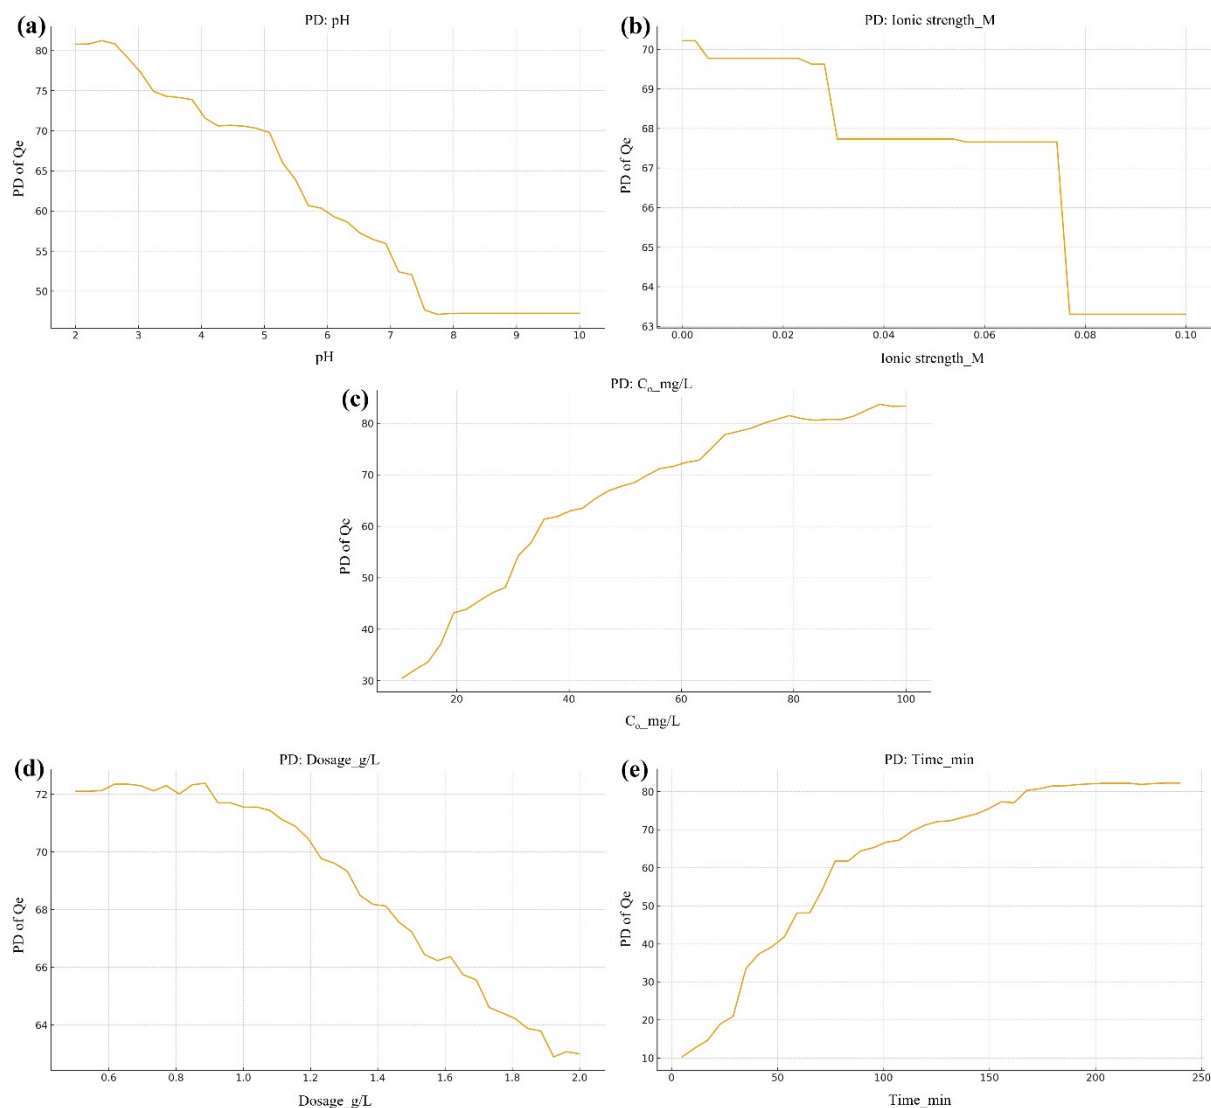 (a)
PD: pH
80
75
70
65
60
55
50
PD of Qe
2 3 4 5 6 7 8 9 10
pH
(b)
PD: Ionic strength_M
70
69
68
67
66
65
64
63
PD of Qe
0.00 0.02 0.04 0.06 0.08 0.10
Ionic strength_M
(c)
PD: Cₒ_mg/L
80
70
60
50
40
30
PD of Qe
20 40 60 80 100
Cₒ_mg/L
(d)
PD: Dosage_g/L
72
70
68
66
64
PD of Qe
0.6 0.8 1.0 1.2 1.4 1.6 1.8 2.0
Dosage_g/L
(e)
PD: Time_min
80
70
60
50
40
30
20
10
PD of Qe
0 50 100 150 200 250
Time_min